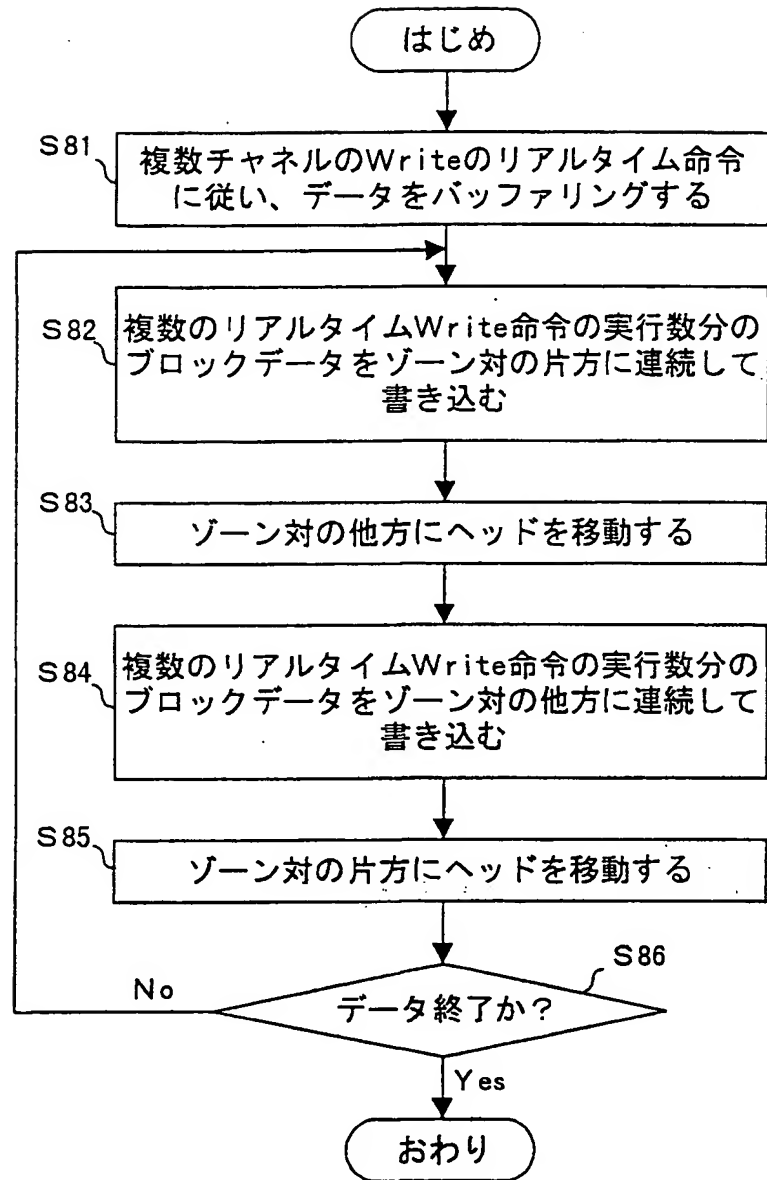 はじめ
S81
複数チャネルのWriteのリアルタイム命令
に従い、データをバッファリングする
S82
複数のリアルタイムWrite命令の実行数分の
ブロックデータをゾーン対の片方に連続して
書き込む
S83
ゾーン対の他方にヘッドを移動する
S84
複数のリアルタイムWrite命令の実行数分の
ブロックデータをゾーン対の他方に連続して
書き込む
S85
ゾーン対の片方にヘッドを移動する
S86
No
データ終了か?
Yes
おわり